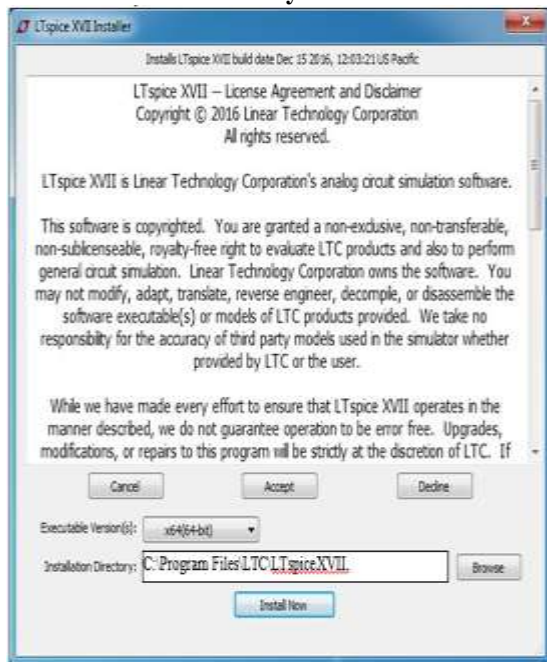 LTspice XVII Installer
Installs LTspice XVII build date Dec 15 2016, 12:03:21 US Pacific
LTspice XVII -- License Agreement and Disclaimer
Copyright © 2016 Linear Technology Corporation
All rights reserved.
LTspice XVII is Linear Technology Corporation's analog circuit simulation software.
This software is copyrighted. You are granted a non-exclusive, non-transferable,
non-sublicenseable, royalty-free right to evaluate LTC products and also to perform
general circuit simulation. Linear Technology Corporation owns the software. You
may not modify, adapt, translate, reverse engineer, decompile, or disassemble the
software executable(s) or models of LTC products provided. We take no
responsibility for the accuracy of third party models used in the simulator whether
provided by LTC or the user.
While we have made every effort to ensure that LTspice XVII operates in the
manner described, we do not guarantee operation to be error free. Upgrades,
modifications, or repairs to this program will be strictly at the discretion of LTC. If
Cancel Accept Decline
Executable Version(s): x64(64-bit)
Installation Directory: C:\Program Files\LTC\LTspiceXVII\ Browse
Install Now